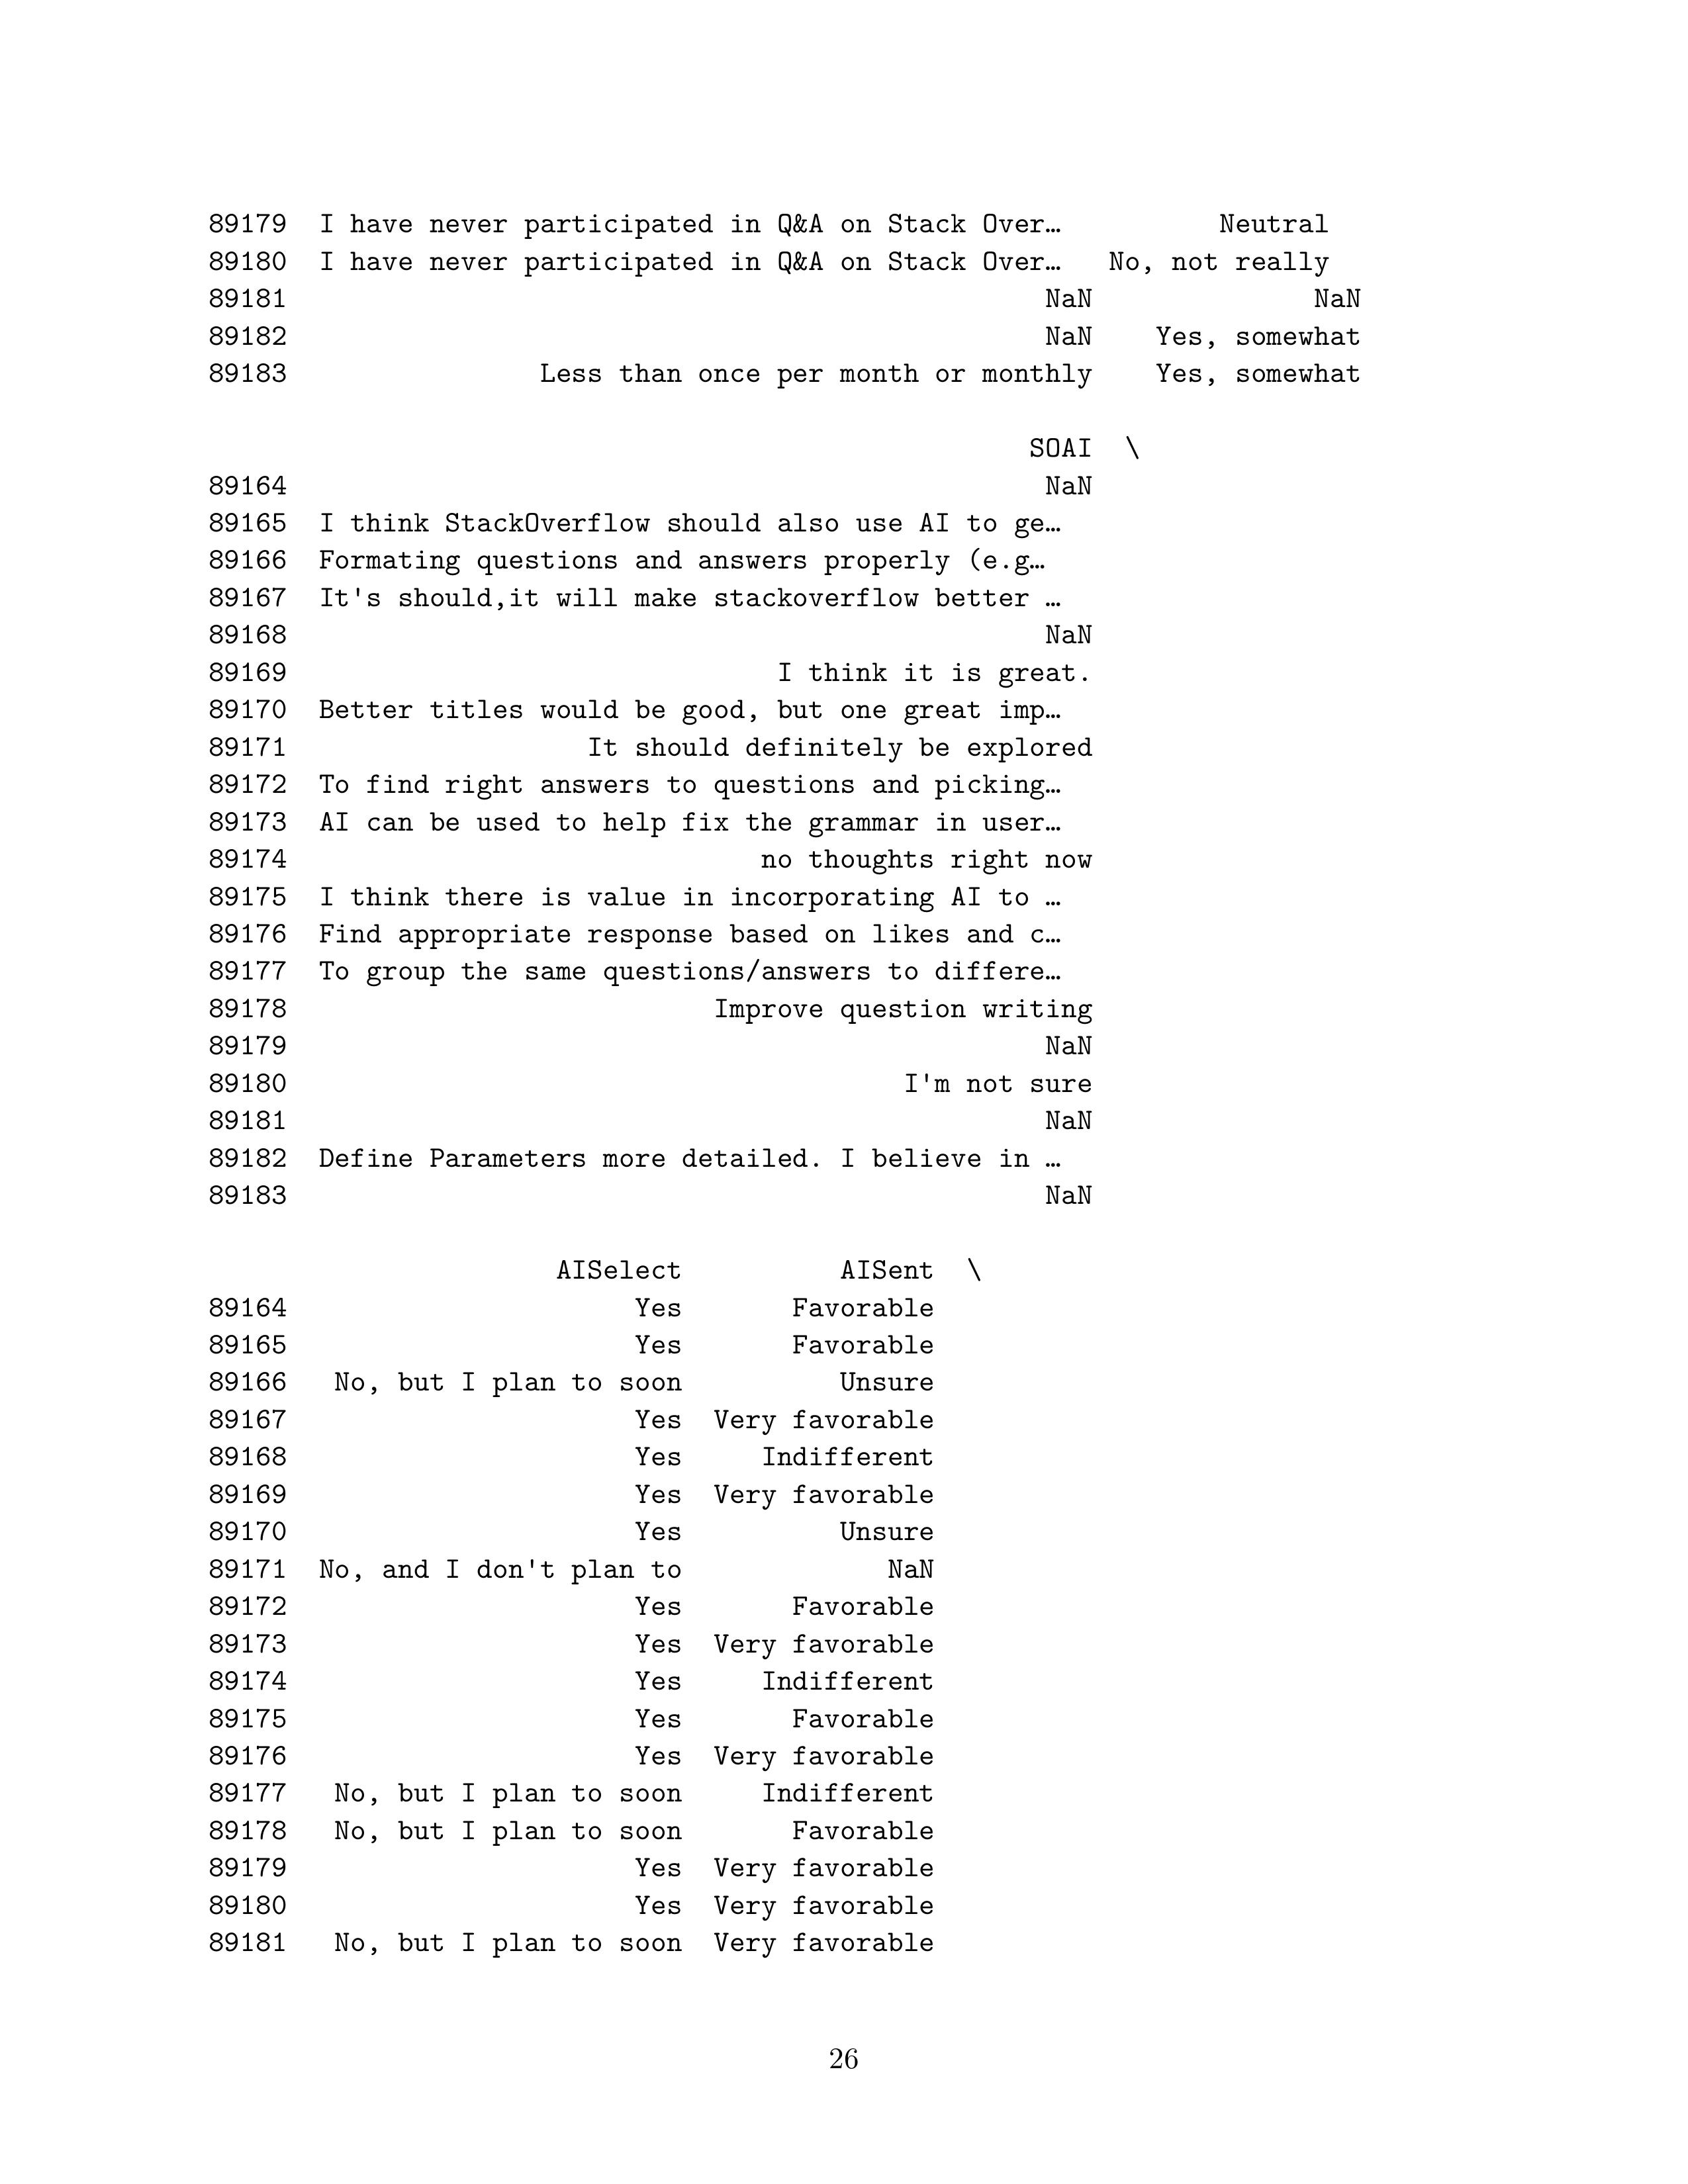 89179 I have never participated in Q&A on Stack Over… Neutral
89180 I have never participated in Q&A on Stack Over… No, not really
89181 NaN NaN
89182 NaN Yes, somewhat
89183 Less than once per month or monthly Yes, somewhat
SOAI \
89164 NaN
89165 I think StackOverflow should also use AI to ge…
89166 Formating questions and answers properly (e.g…
89167 It's should,it will make stackoverflow better …
89168 NaN
89169 I think it is great.
89170 Better titles would be good, but one great imp…
89171 It should definitely be explored
89172 To find right answers to questions and picking…
89173 AI can be used to help fix the grammar in user…
89174 no thoughts right now
89175 I think there is value in incorporating AI to …
89176 Find appropriate response based on likes and c…
89177 To group the same questions/answers to differe…
89178 Improve question writing
89179 NaN
89180 I'm not sure
89181 NaN
89182 Define Parameters more detailed. I believe in …
89183 NaN
AISelect AISent \
89164 Yes Favorable
89165 Yes Favorable
89166 No, but I plan to soon Unsure
89167 Yes Very favorable
89168 Yes Indifferent
89169 Yes Very favorable
89170 Yes Unsure
89171 No, and I don't plan to NaN
89172 Yes Favorable
89173 Yes Very favorable
89174 Yes Indifferent
89175 Yes Favorable
89176 Yes Very favorable
89177 No, but I plan to soon Indifferent
89178 No, but I plan to soon Favorable
89179 Yes Very favorable
89180 Yes Very favorable
89181 No, but I plan to soon Very favorable
26